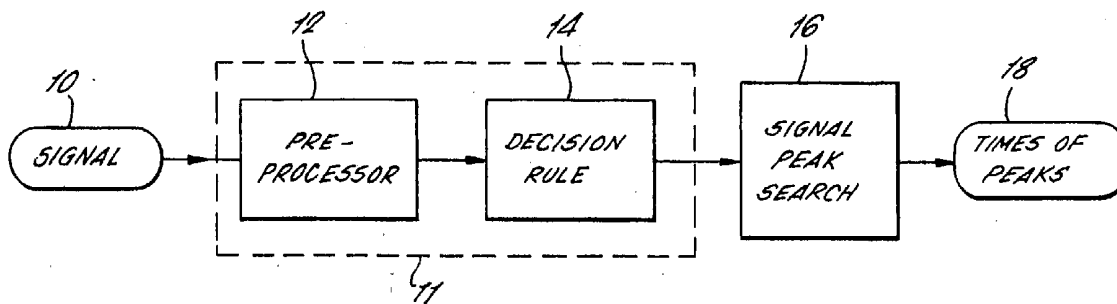 10
SIGNAL
12
PRE-
PROCESSOR
14
DECISION
RULE
11
16
SIGNAL
PEAK
SEARCH
18
TIMES OF
PEAKS